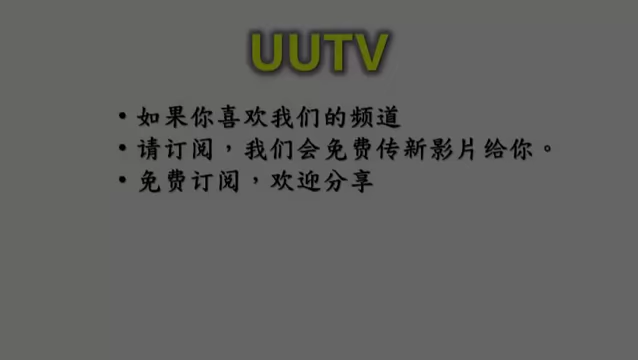 UUTV
•如果你喜欢我们的频道
•请订阅，我们会免费传新影片给你。
•免费订阅，欢迎分享